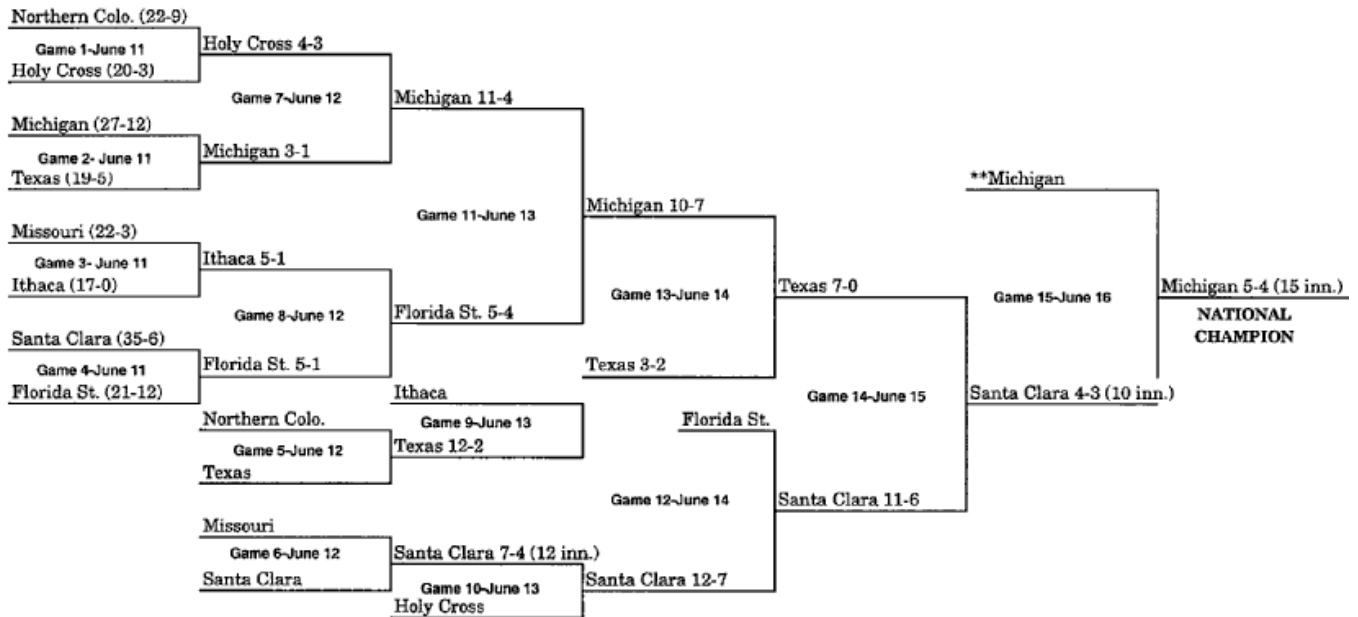 Northern Colo. (22-9)
Game 1-June 11
Holy Cross (20-3)
Holy Cross 4-3
Game 7-June 12
Michigan (27-12)
Game 2- June 11
Texas (19-5)
Michigan 3-1
Michigan 11-4
Game 11-June 13
Missouri (22-3)
Game 3- June 11
Ithaca (17-0)
Ithaca 5-1
Game 8-June 12
Santa Clara (35-6)
Game 4-June 11
Florida St. (21-12)
Florida St. 5-1
Florida St. 5-4
Michigan 10-7
Game 13-June 14
Texas 3-2
Ithaca
Game 9-June 13
Northern Colo.
Game 5-June 12
Texas
Texas 12-2
Missouri
Game 6-June 12
Santa Clara
Santa Clara 7-4 (12 inn.)
Game 10-June 13
Holy Cross
Florida St.
Game 12-June 14
Santa Clara 12-7
Texas 7-0
Game 14-June 15
Santa Clara 11-6
**Michigan
Game 15-June 16
Santa Clara 4-3 (10 inn.)
Michigan 5-4 (15 inn.)
NATIONAL
CHAMPION